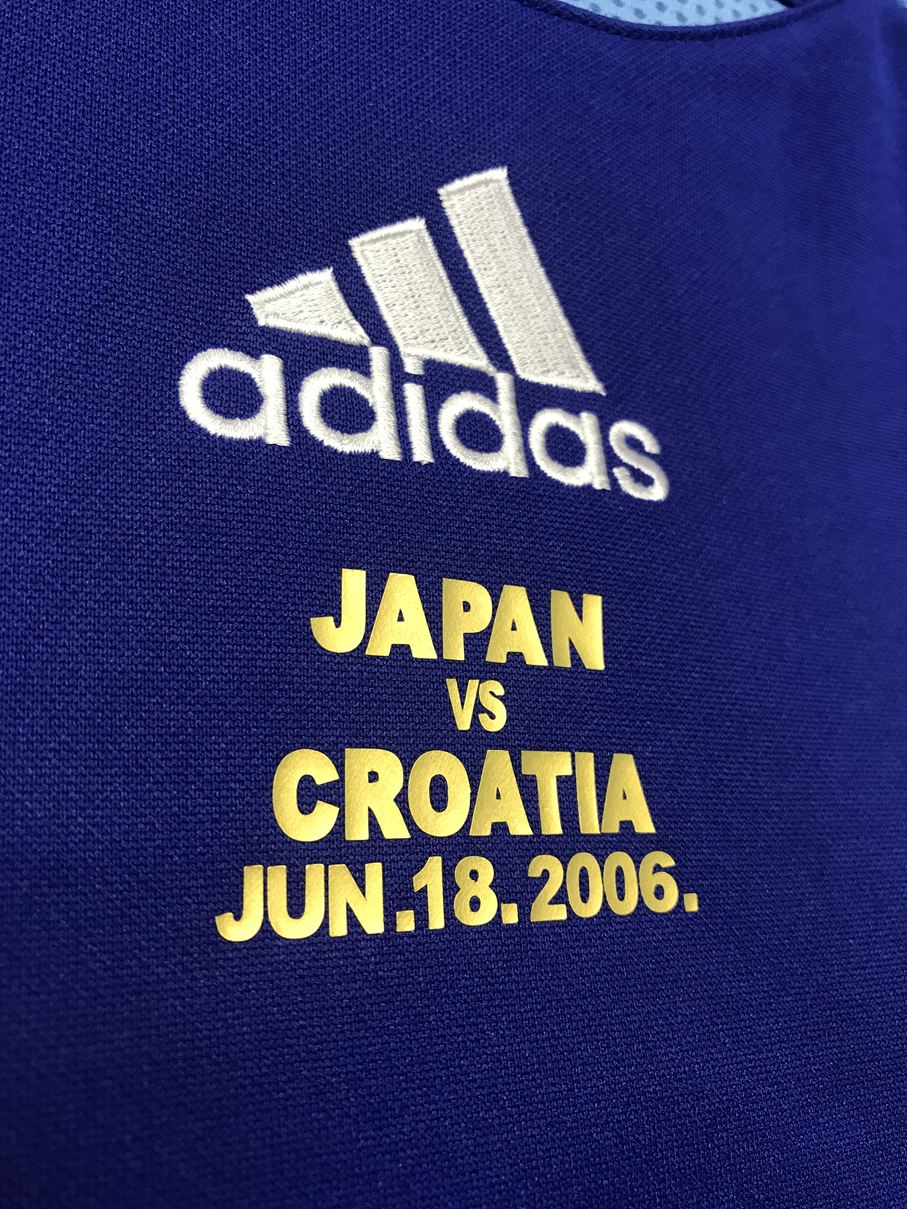 adidas
JAPAN
VS
CROATIA
JUN.18.2006.